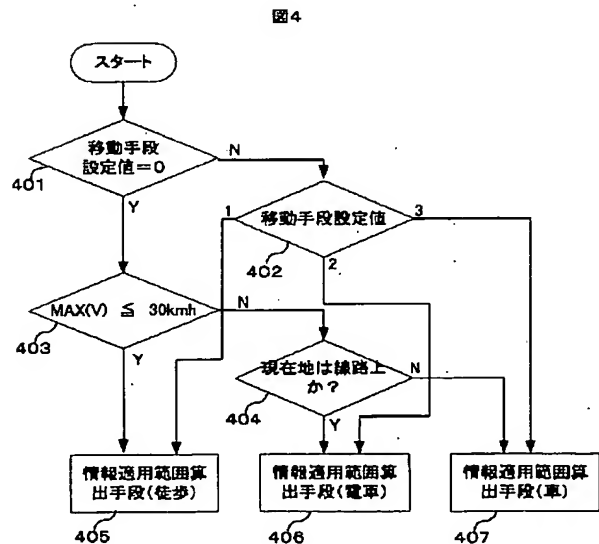 図4
スタート
移動手段
設定値=0
N
401
Y
1
移動手段設定値
3
402
2
MAX(V) ≦ 30kmh
N
403
Y
現在地は線路上
か?
N
404
Y
情報適用範囲算
出手段(徒歩)
情報適用範囲算
出手段(電車)
情報適用範囲算
出手段(車)
405
406
407